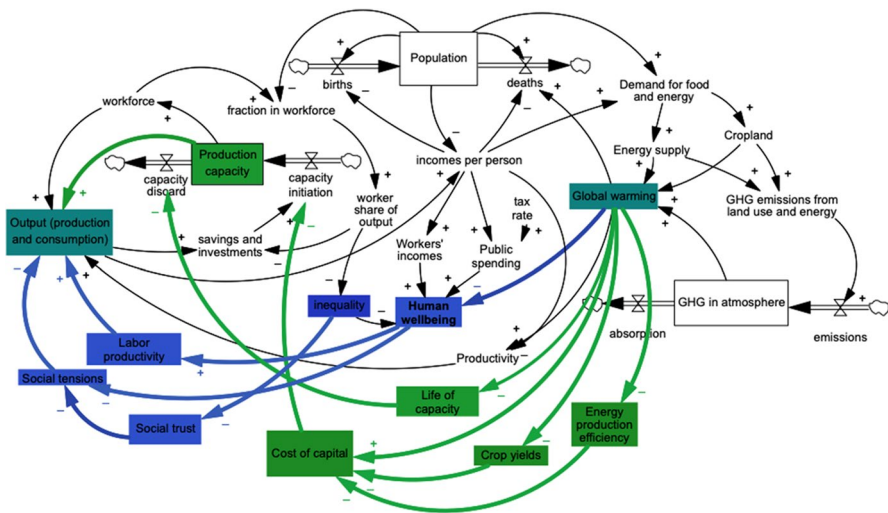 Population
births
deaths
Demand for food
and energy
workforce
fraction in workforce
Cropland
Energy supply
Production
capacity
incomes per person
capacity
discard
capacity
initiation
tax
rate
Global warming
GHG emissions from
land use and energy
worker
share of
output
Output (production
and consumption)
savings and
investments
Workers'
incomes
Public
spending
inequality
Human
wellbeing
GHG in atmosphere
absorption
emissions
Labor
productivity
Productivity
Social tensions
Life of
capacity
Energy
production
efficiency
Social trust
Cost of capital
Crop yields